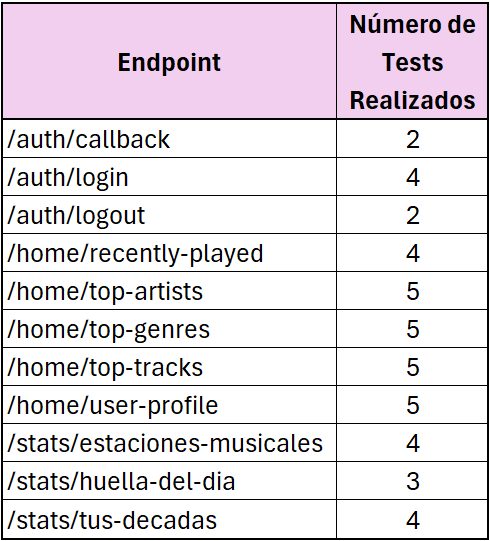 Endpoint Número de
Tests
Realizados
/auth/callback 2
/auth/login 4
/auth/logout 2
/home/recently-played 4
/home/top-artists 5
/home/top-genres 5
/home/top-tracks 5
/home/user-profile 5
/stats/estaciones-musicales 4
/stats/huella-del-dia 3
/stats/tus-decadas 4